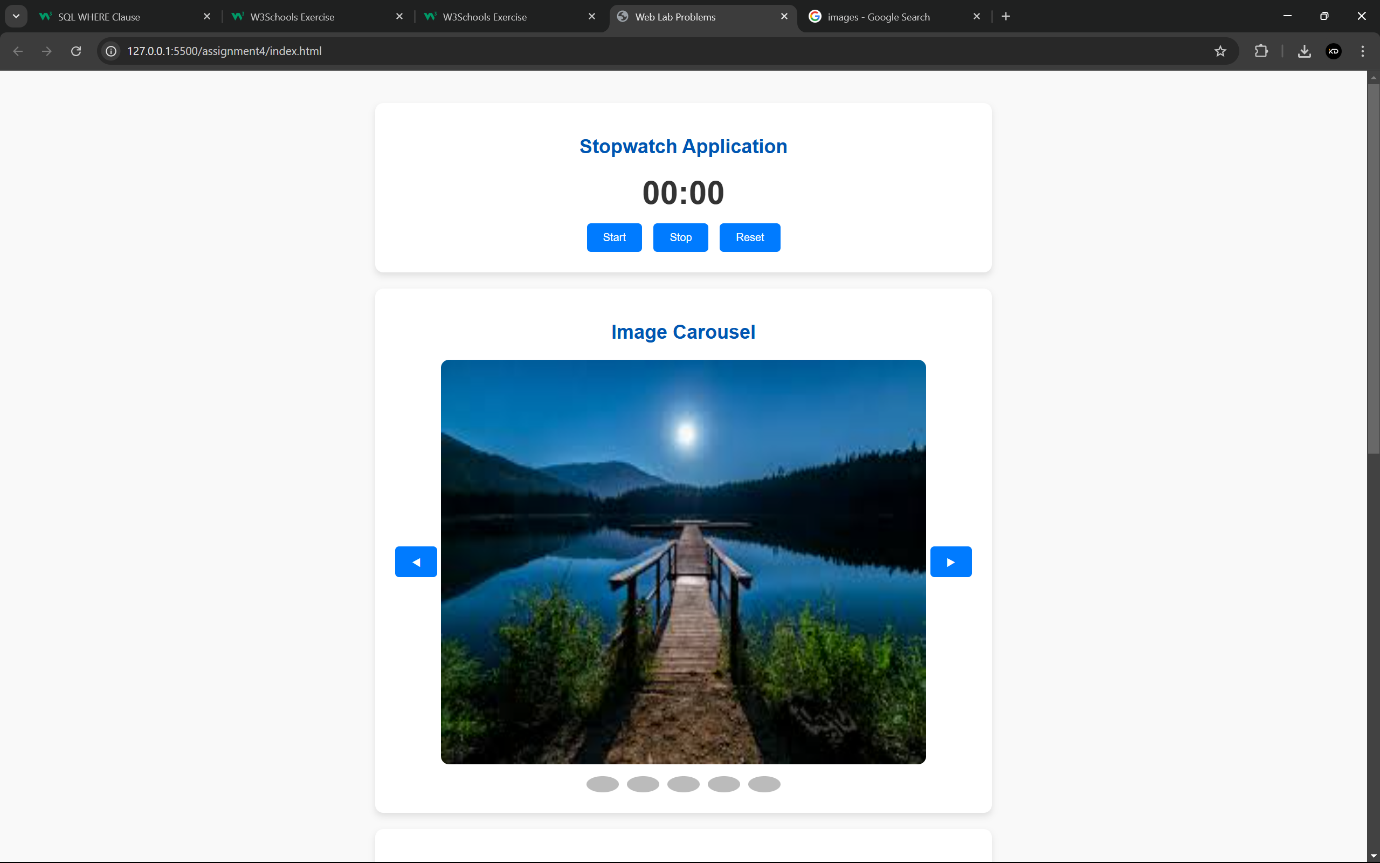 SQL WHERE Clause
W3Schools Exercise
W3Schools Exercise
Web Lab Problems
images - Google Search
127.0.0.1:5500/assignment4/index.html
Stopwatch Application
00:00
Start Stop Reset
Image Carousel